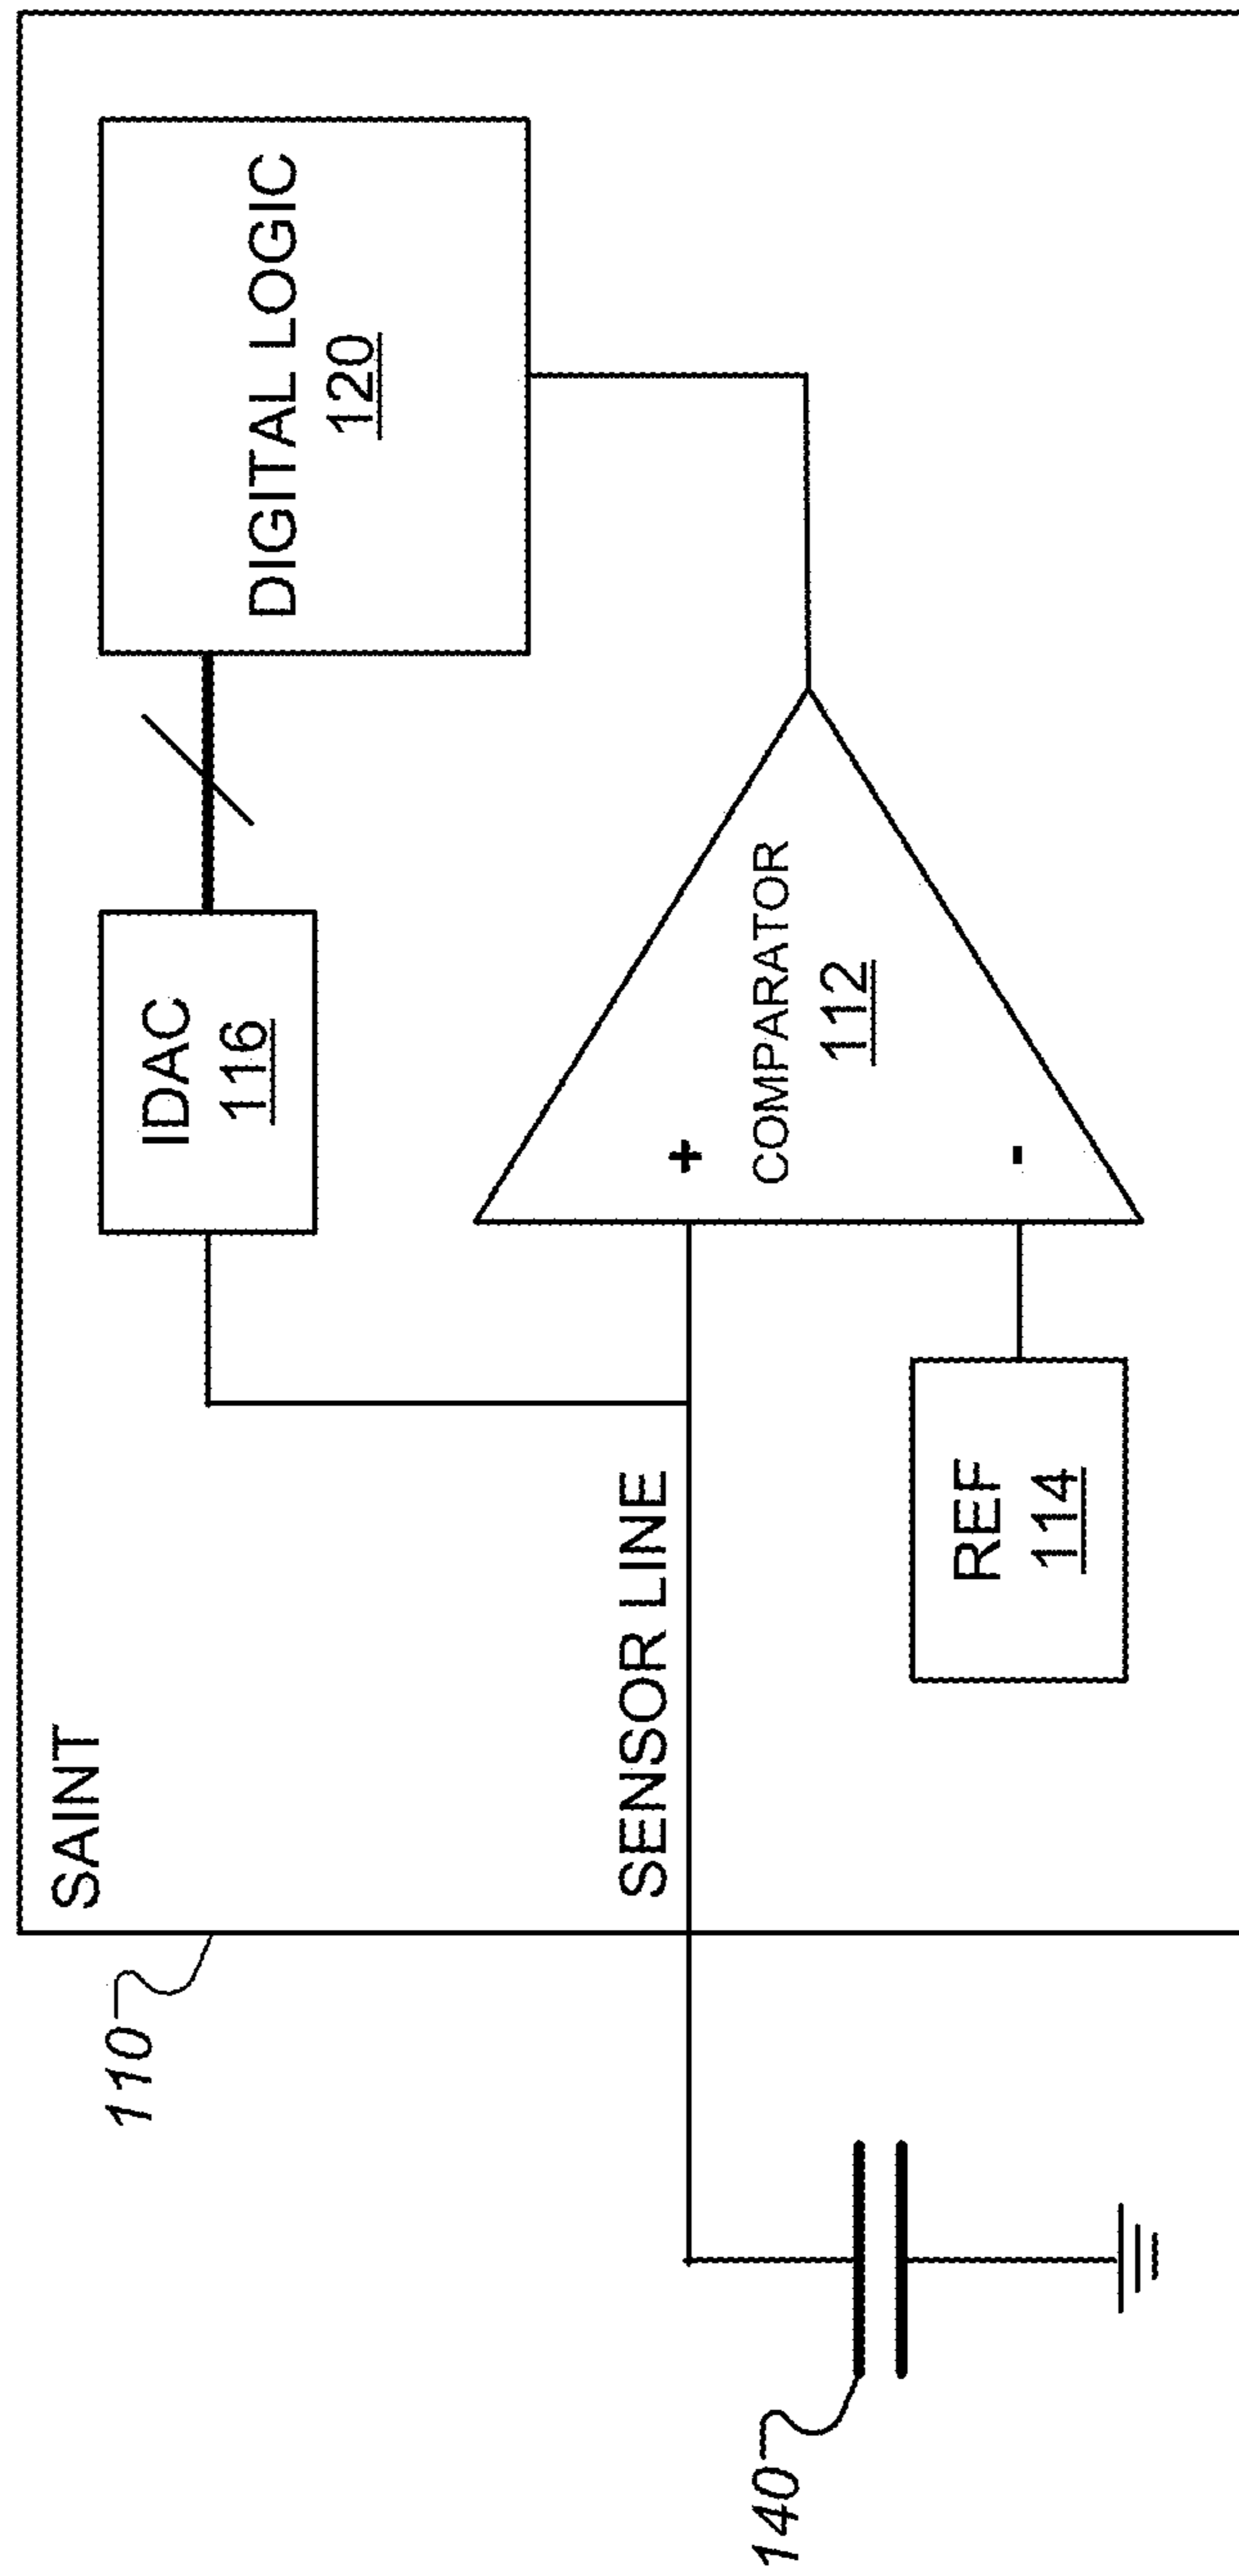 SAINT
110
IDAC
116
DIGITAL LOGIC
120
SENSOR LINE
+
COMPARATOR
112
-
REF
114
140